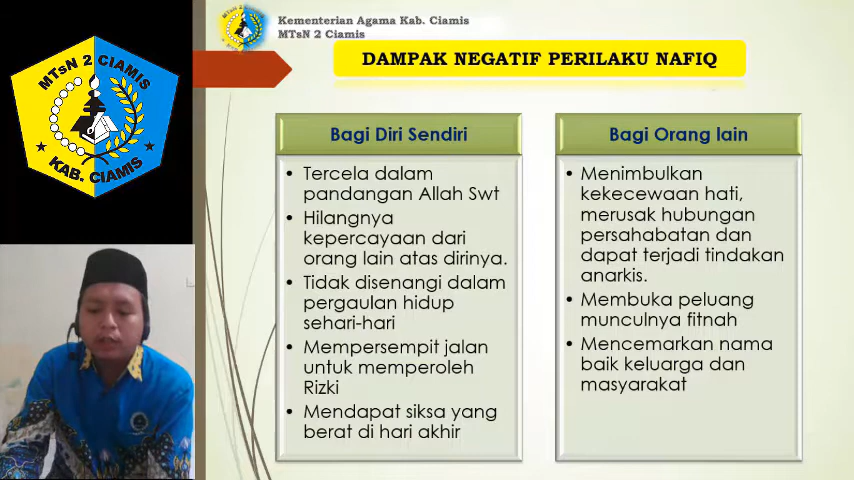 Kementerian Agama Kab. Ciamis
MTsN 2 Ciamis
MTsN 2 CIAMIS
KAB. CIAMIS
DAMPAK NEGATIF PERILAKU NAFIQ
Bagi Diri Sendiri
• Tercela dalam
pandangan Allah Swt
• Hilangnya
kepercayaan dari
orang lain atas dirinya.
• Tidak disenangi dalam
pergaulan hidup
sehari-hari
• Mempersempit jalan
untuk memperoleh
Rizki
• Mendapat siksa yang
berat di hari akhir
Bagi Orang lain
• Menimbulkan
kekecewaan hati,
merusak hubungan
persahabatan dan
dapat terjadi tindakan
anarkis.
• Membuka peluang
munculnya fitnah
• Mencemarkan nama
baik keluarga dan
masyarakat